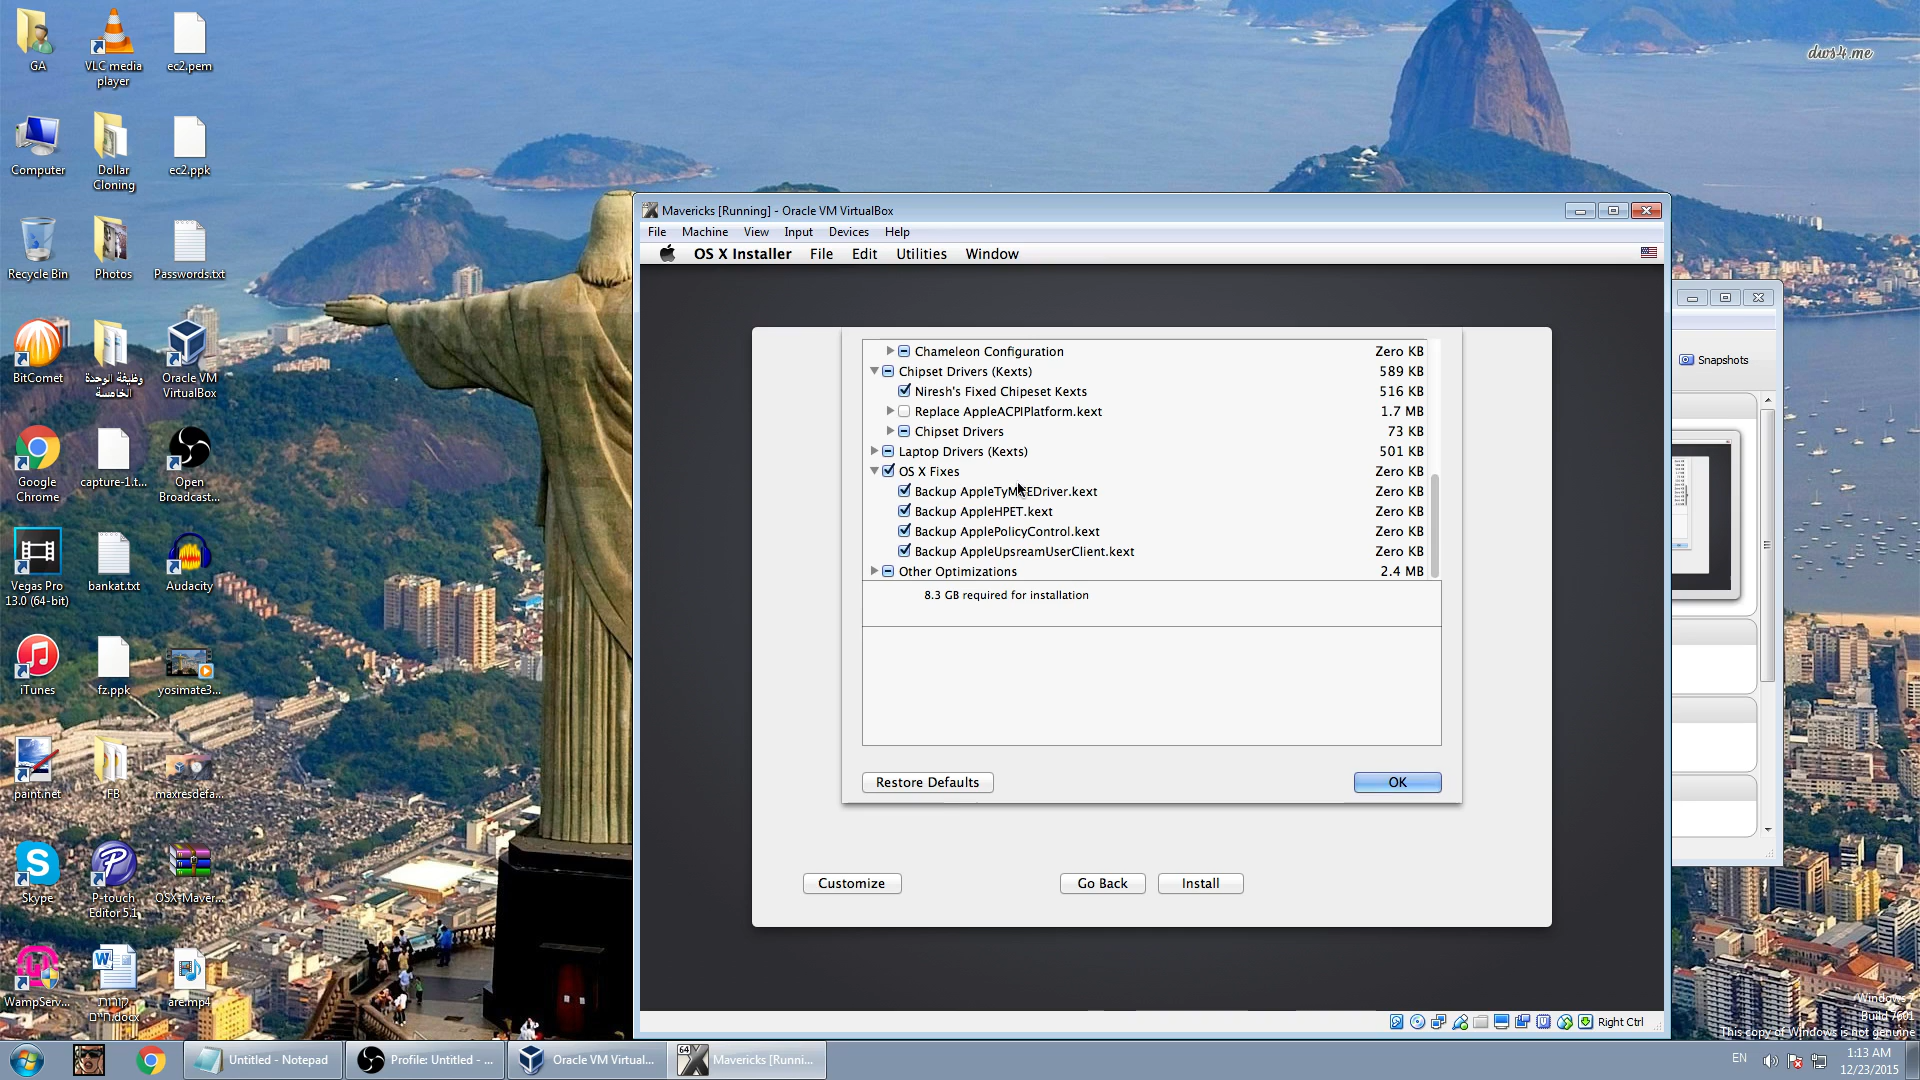 GA
VLC media player
ec2.pem
Computer
Dollar Cloning
ec2.ppk
Recycle Bin
Photos
Passwords.txt
BitComet
وظيفة الوحدة الخامسة
Oracle VM VirtualBox
Google Chrome
capture-1.t...
Open Broadcast...
Vegas Pro 13.0 (64-bit)
bankat.txt
Audacity
iTunes
fz.ppk
yosimate3...
paint.net
FB
maxresdefa...
Skype
P-touch Editor 5.1
OSX-Maver...
WampServ...
קורות חיים.docx
are.mp4
dws4.me
Mavericks [Running] - Oracle VM VirtualBox
File Machine View Input Devices Help
OS X Installer File Edit Utilities Window
Chameleon Configuration Zero KB
Chipset Drivers (Kexts) 589 KB
Niresh's Fixed Chipeset Kexts 516 KB
Replace AppleACPIPlatform.kext 1.7 MB
Chipset Drivers 73 KB
Laptop Drivers (Kexts) 501 KB
OS X Fixes Zero KB
Backup AppleTyMCEDriver.kext Zero KB
Backup AppleHPET.kext Zero KB
Backup ApplePolicyControl.kext Zero KB
Backup AppleUpsreamUserClient.kext Zero KB
Other Optimizations 2.4 MB
8.3 GB required for installation
Restore Defaults
OK
Customize
Go Back
Install
Right Ctrl
Snapshots
Windows 7
Build 7601
This copy of Windows is not genuine
Untitled - Notepad
Profile: Untitled - ...
Oracle VM Virtual...
64
Mavericks [Runni...
EN
1:13 AM
12/23/2015